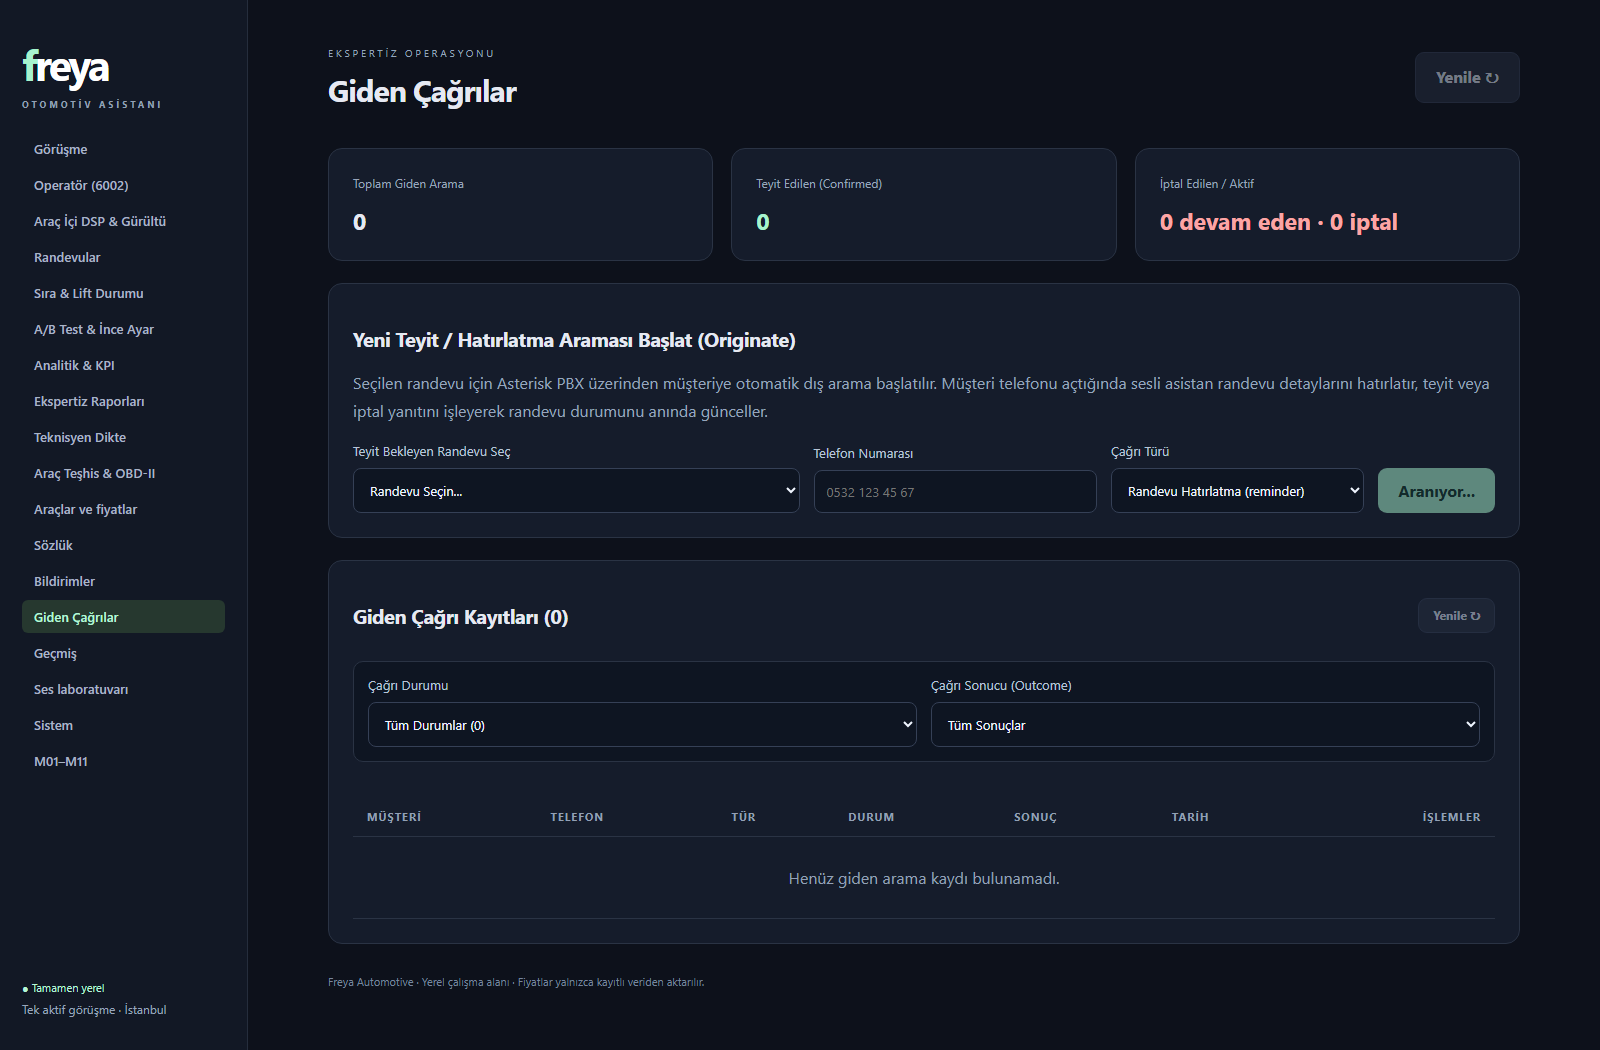 freya
OTOMOTİV ASİSTANI
Görüşme
Operatör (6002)
Araç İçi DSP & Gürültü
Randevular
Sıra & Lift Durumu
A/B Test & İnce Ayar
Analitik & KPI
Ekspertiz Raporları
Teknisyen Dikte
Araç Teşhis & OBD-II
Araçlar ve fiyatlar
Sözlük
Bildirimler
Giden Çağrılar
Geçmiş
Ses laboratuvarı
Sistem
M01–M11
● Tamamen yerel
Tek aktif görüşme · İstanbul
EKSPERTİZ OPERASYONU
Giden Çağrılar
Yenile ↻
Toplam Giden Arama
0
Teyit Edilen (Confirmed)
0
İptal Edilen / Aktif
0 devam eden · 0 iptal
Yeni Teyit / Hatırlatma Araması Başlat (Originate)
Seçilen randevu için Asterisk PBX üzerinden müşteriye otomatik dış arama başlatılır. Müşteri telefonu açtığında sesli asistan randevu detaylarını hatırlatır, teyit veya
iptal yanıtını işleyerek randevu durumunu anında günceller.
Teyit Bekleyen Randevu Seç
Randevu Seçin...
Telefon Numarası
0532 123 45 67
Çağrı Türü
Randevu Hatırlatma (reminder)
Aranıyor...
Giden Çağrı Kayıtları (0)
Yenile ↻
Çağrı Durumu
Tüm Durumlar (0)
Çağrı Sonucu (Outcome)
Tüm Sonuçlar
MÜŞTERİ TELEFON TÜR DURUM SONUÇ TARİH İŞLEMLER
Henüz giden arama kaydı bulunamadı.
Freya Automotive · Yerel çalışma alanı · Fiyatlar yalnızca kayıtlı veriden aktarılır.